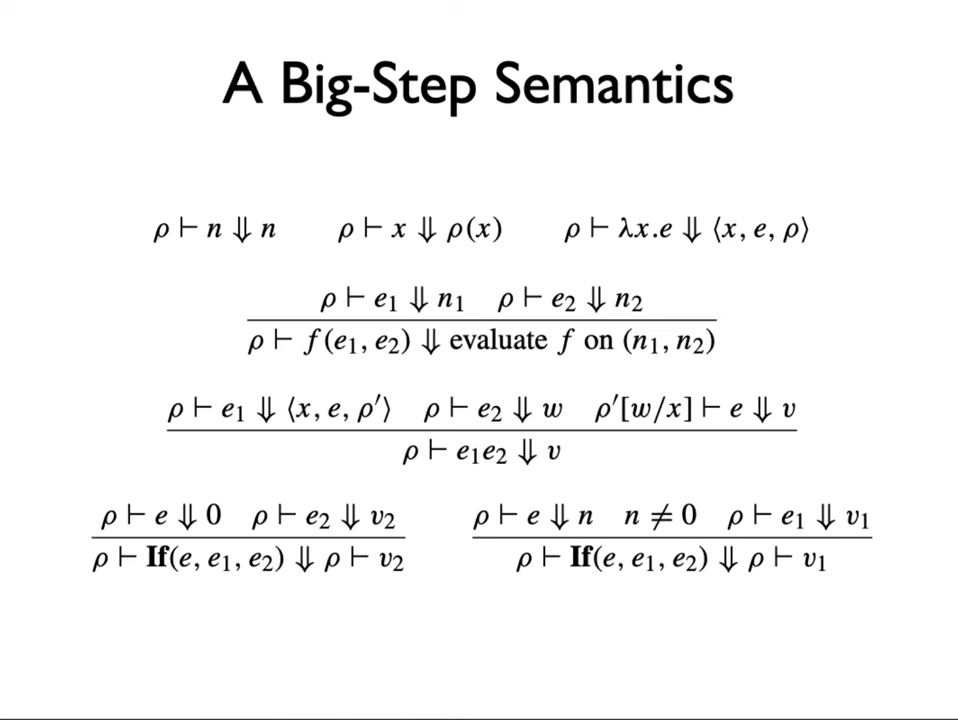 A Big-Step Semantics
ρ ⊢ n ⇓ n ρ ⊢ x ⇓ ρ(x) ρ ⊢ λx.e ⇓ ⟨x, e, ρ⟩
ρ ⊢ e₁ ⇓ n₁ ρ ⊢ e₂ ⇓ n₂
ρ ⊢ f(e₁, e₂) ⇓ evaluate f on (n₁, n₂)
ρ ⊢ e₁ ⇓ ⟨x, e, ρ′⟩ ρ ⊢ e₂ ⇓ w ρ′[w/x] ⊢ e ⇓ v
ρ ⊢ e₁e₂ ⇓ v
ρ ⊢ e ⇓ 0 ρ ⊢ e₂ ⇓ v₂ ρ ⊢ e ⇓ n n ≠ 0 ρ ⊢ e₁ ⇓ v₁
ρ ⊢ If(e, e₁, e₂) ⇓ ρ ⊢ v₂ ρ ⊢ If(e, e₁, e₂) ⇓ ρ ⊢ v₁